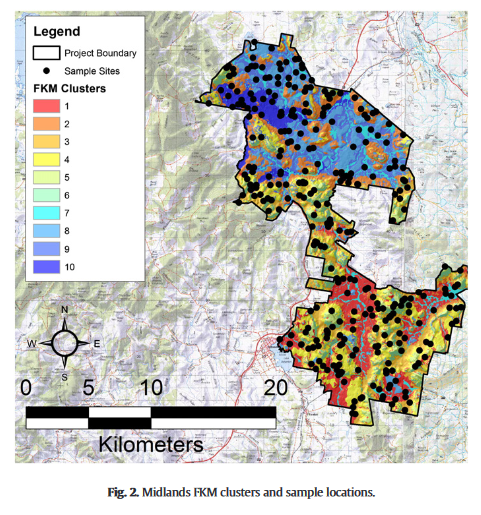 Legend
Project Boundary
Sample Sites
FKM Clusters
1
2
3
4
5
6
7
8
9
10
N
W E
S
0 5 10 20
Kilometers
Fig. 2. Midlands FKM clusters and sample locations.